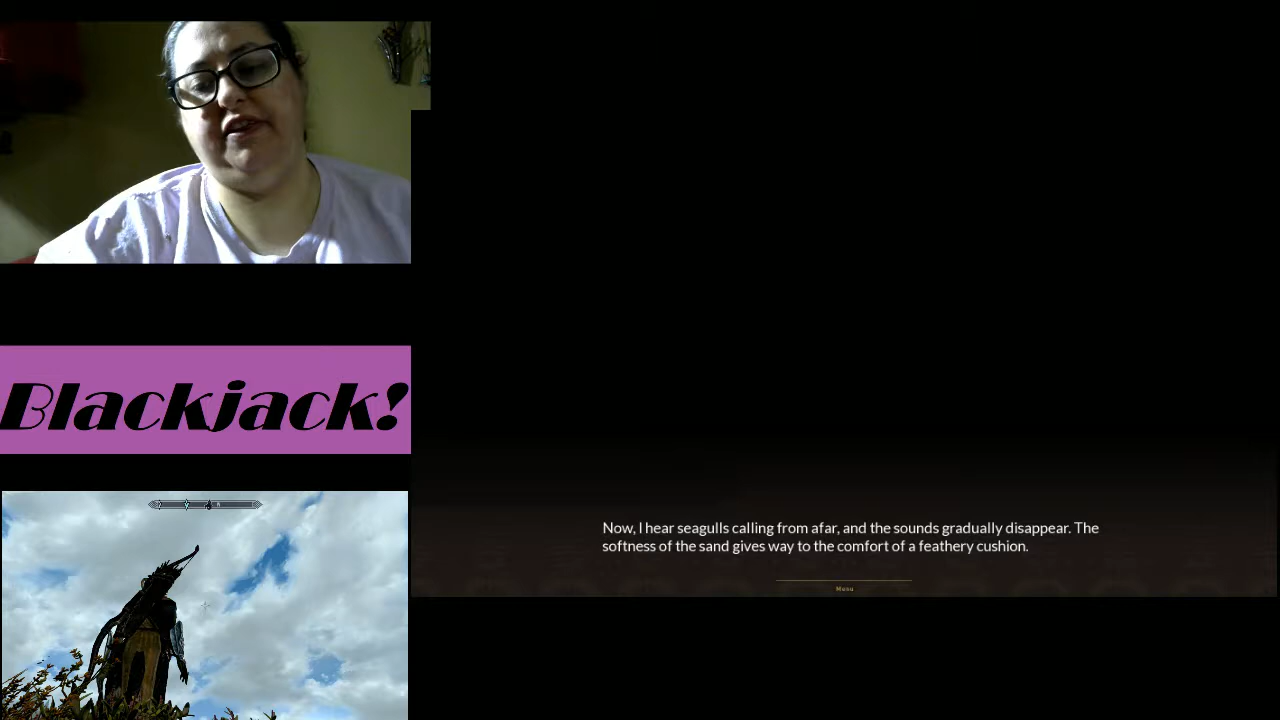 Blackjack!
Now, I hear seagulls calling from afar, and the sounds gradually disappear. The
softness of the sand gives way to the comfort of a feathery cushion.
Menu